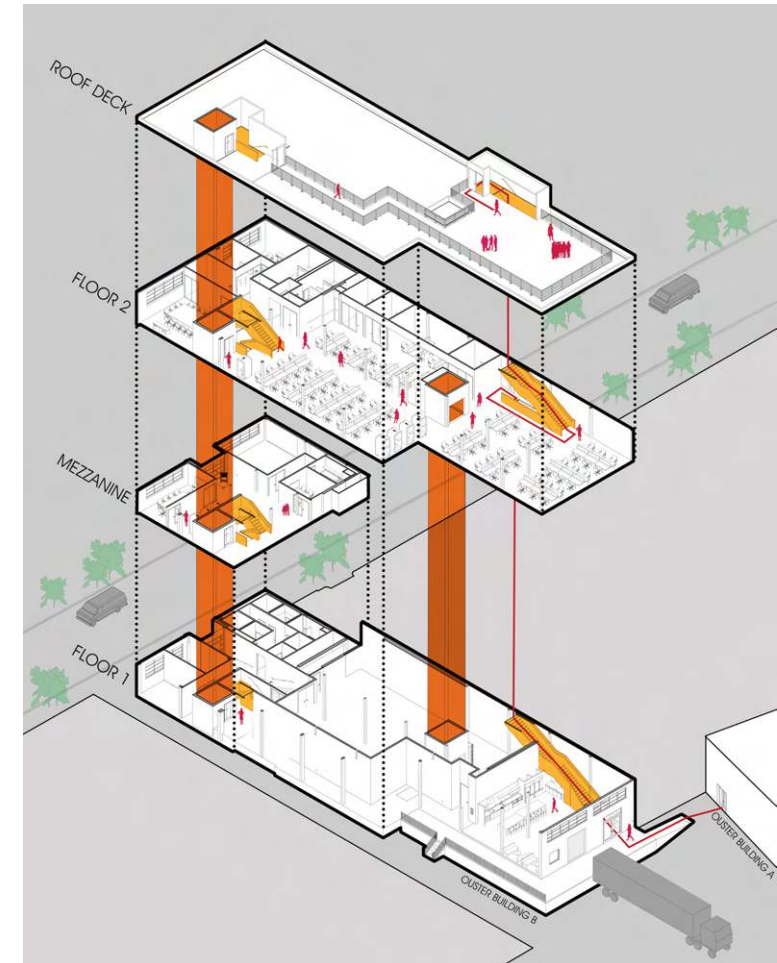 ROOF DECK
FLOOR 2
MEZZANINE
FLOOR 1
OUSTER BUILDING A
OUSTER BUILDING B